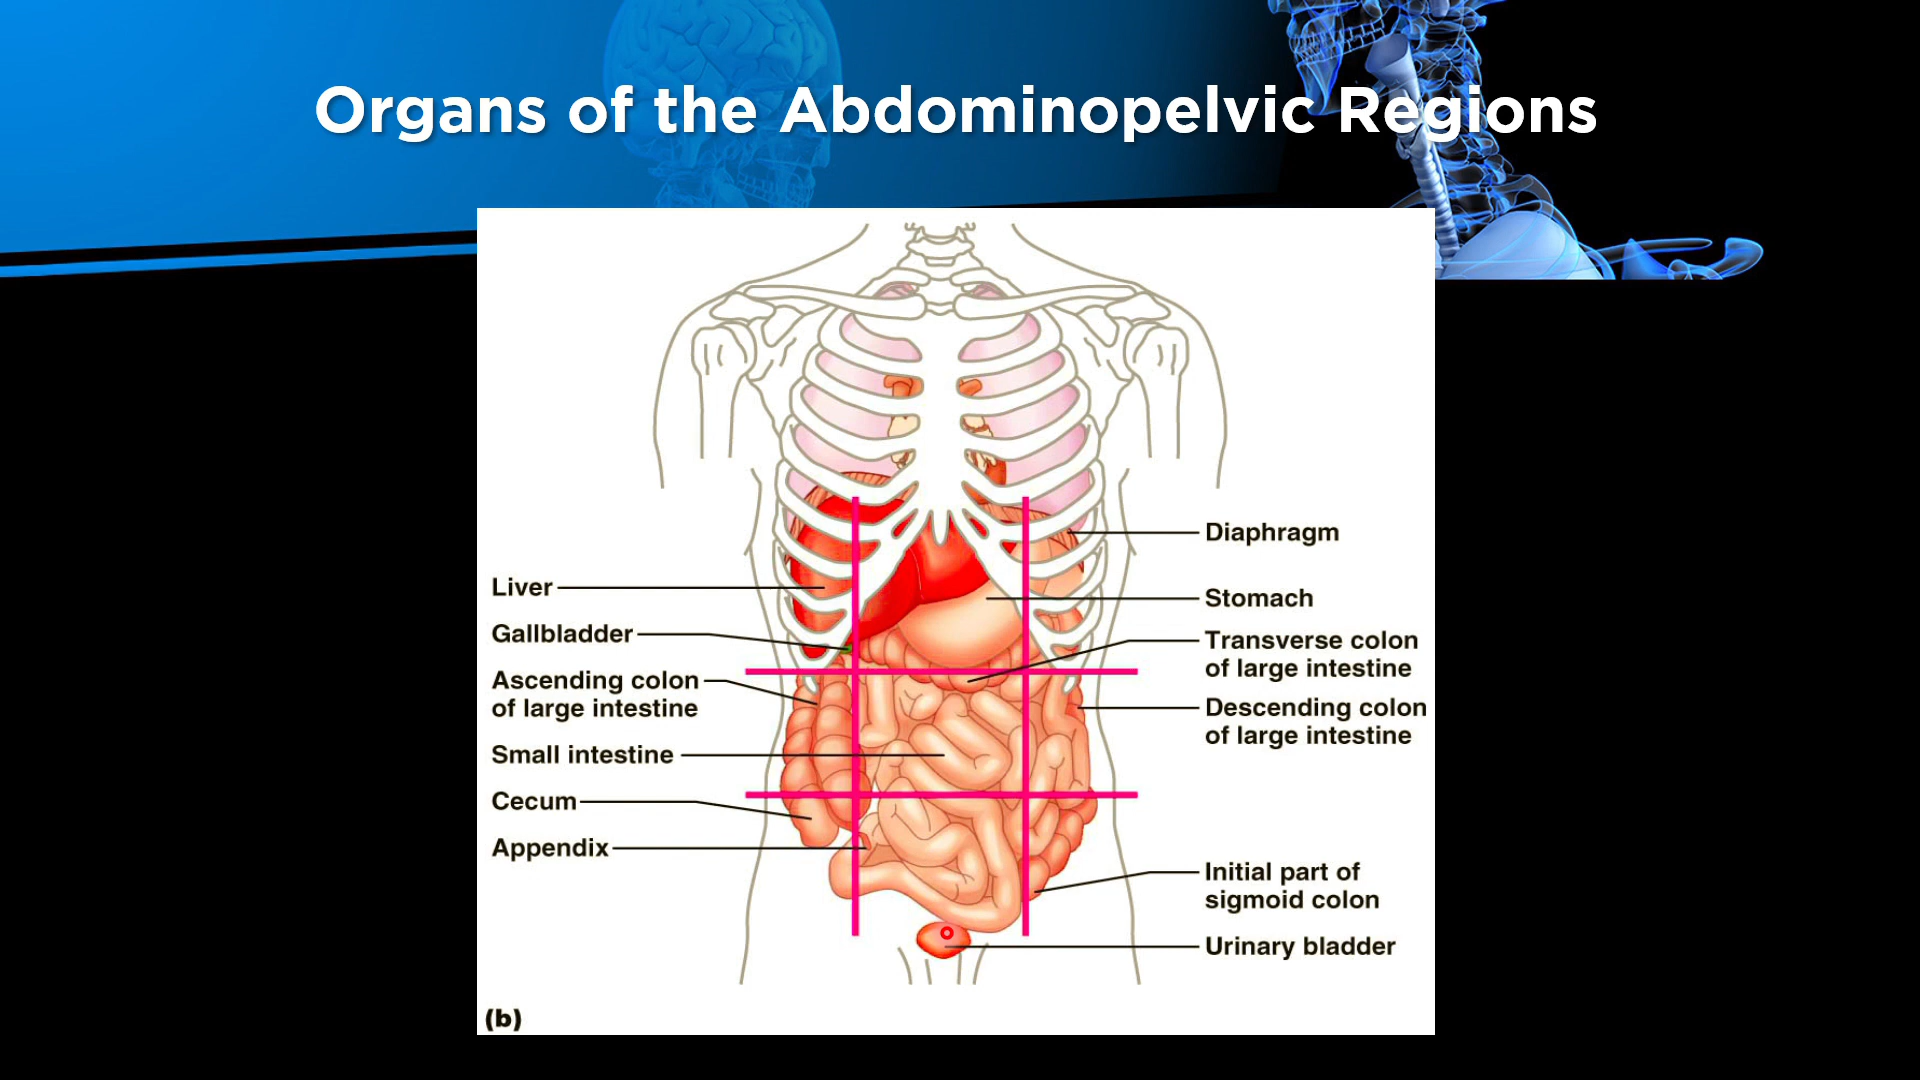 Organs of the Abdominopelvic Regions
Liver
Gallbladder
Ascending colon
of large intestine
Small intestine
Cecum
Appendix
Diaphragm
Stomach
Transverse colon
of large intestine
Descending colon
of large intestine
Initial part of
sigmoid colon
Urinary bladder
(b)